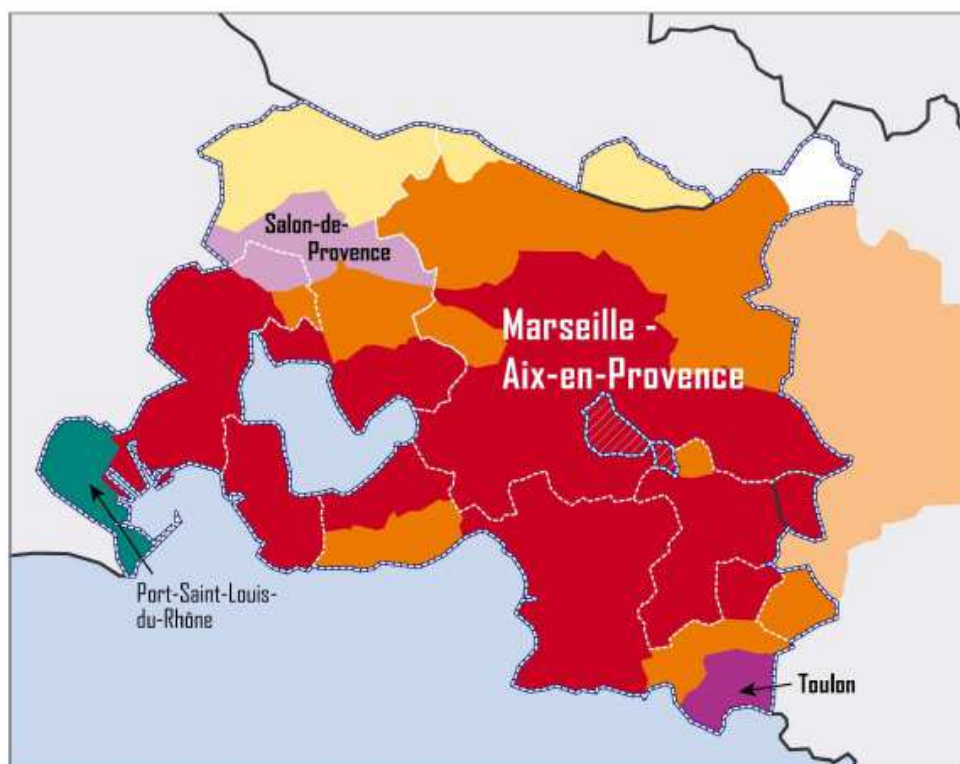 Salon-de-
Provence
Marseille -
Aix-en-Provence
Port-Saint-Louis-
du-Rhône
Toulon